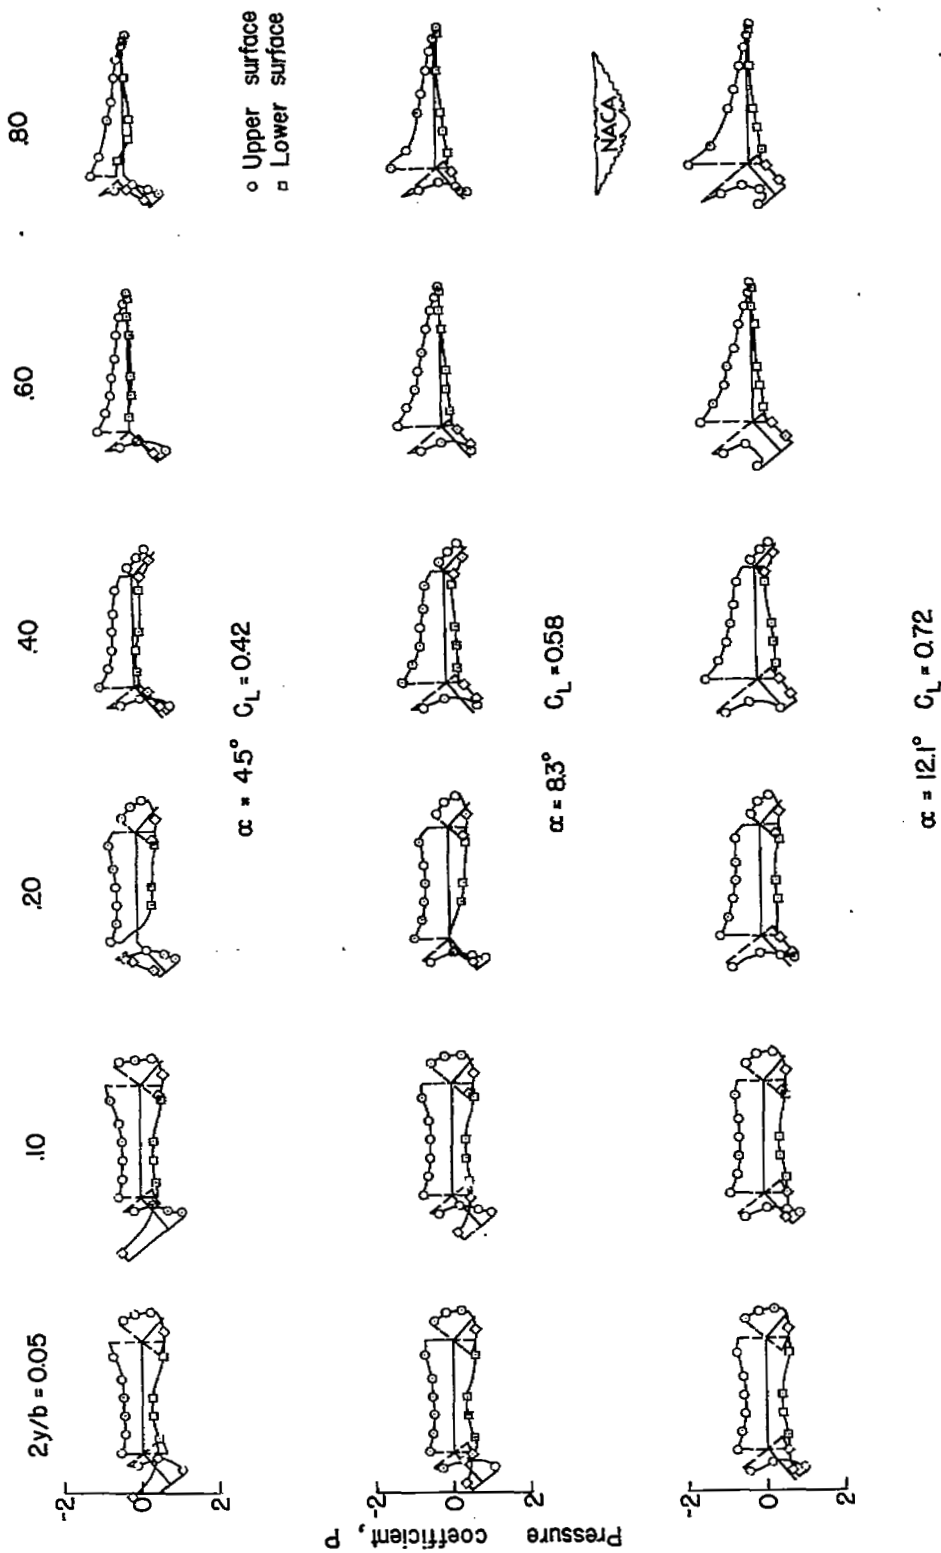 2y/b = 0.05 .10 .20 .40 .60 .80
Pressure coefficient, P
-2
0
2
○ Upper surface
□ Lower surface
α = 4.5° C_L = 0.42
-2
0
2
α = 8.3° C_L = 0.58
NACA
-2
0
2
α = 12.1° C_L = 0.72